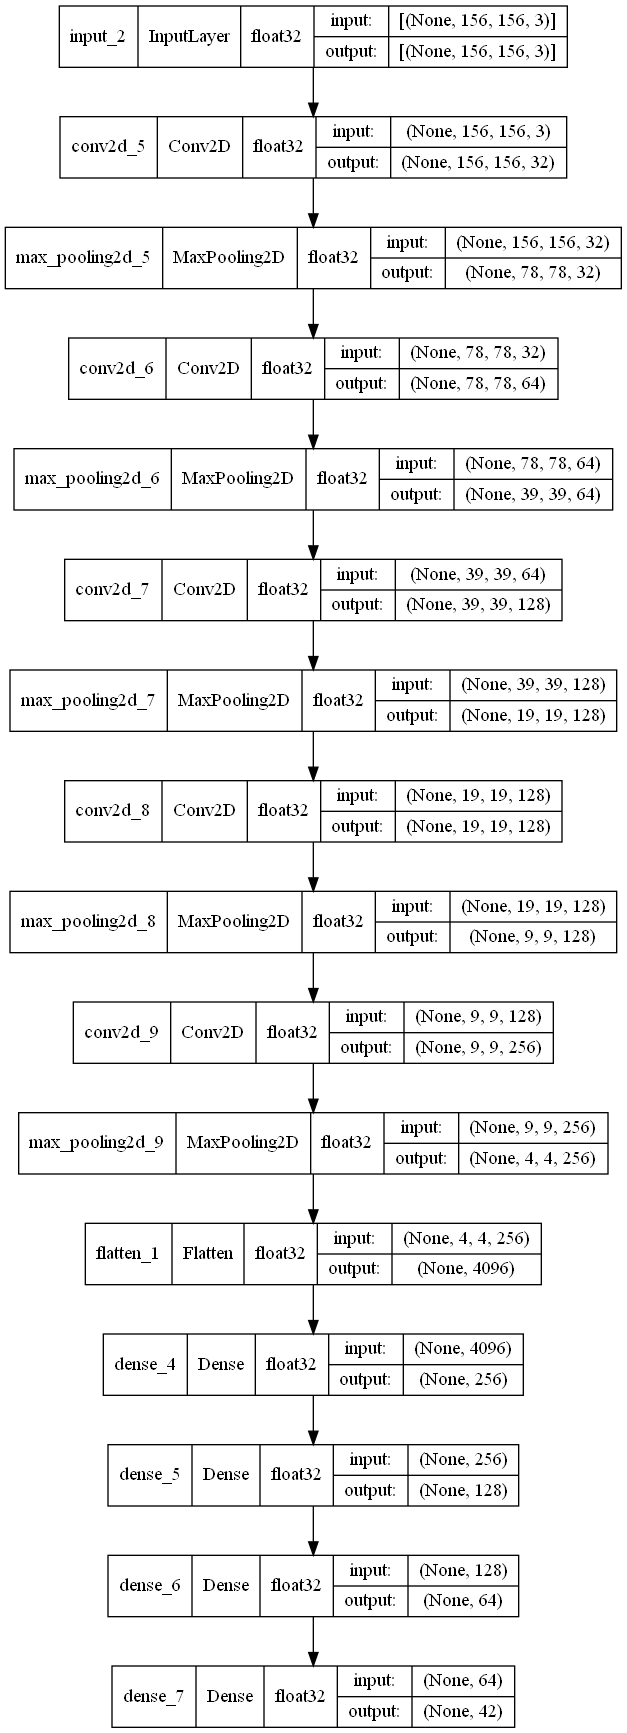 input_2 InputLayer float32 input: [(None, 156, 156, 3)]
output: [(None, 156, 156, 3)]
conv2d_5 Conv2D float32 input: (None, 156, 156, 3)
output: (None, 156, 156, 32)
max_pooling2d_5 MaxPooling2D float32 input: (None, 156, 156, 32)
output: (None, 78, 78, 32)
conv2d_6 Conv2D float32 input: (None, 78, 78, 32)
output: (None, 78, 78, 64)
max_pooling2d_6 MaxPooling2D float32 input: (None, 78, 78, 64)
output: (None, 39, 39, 64)
conv2d_7 Conv2D float32 input: (None, 39, 39, 64)
output: (None, 39, 39, 128)
max_pooling2d_7 MaxPooling2D float32 input: (None, 39, 39, 128)
output: (None, 19, 19, 128)
conv2d_8 Conv2D float32 input: (None, 19, 19, 128)
output: (None, 19, 19, 128)
max_pooling2d_8 MaxPooling2D float32 input: (None, 19, 19, 128)
output: (None, 9, 9, 128)
conv2d_9 Conv2D float32 input: (None, 9, 9, 128)
output: (None, 9, 9, 256)
max_pooling2d_9 MaxPooling2D float32 input: (None, 9, 9, 256)
output: (None, 4, 4, 256)
flatten_1 Flatten float32 input: (None, 4, 4, 256)
output: (None, 4096)
dense_4 Dense float32 input: (None, 4096)
output: (None, 256)
dense_5 Dense float32 input: (None, 256)
output: (None, 128)
dense_6 Dense float32 input: (None, 128)
output: (None, 64)
dense_7 Dense float32 input: (None, 64)
output: (None, 42)